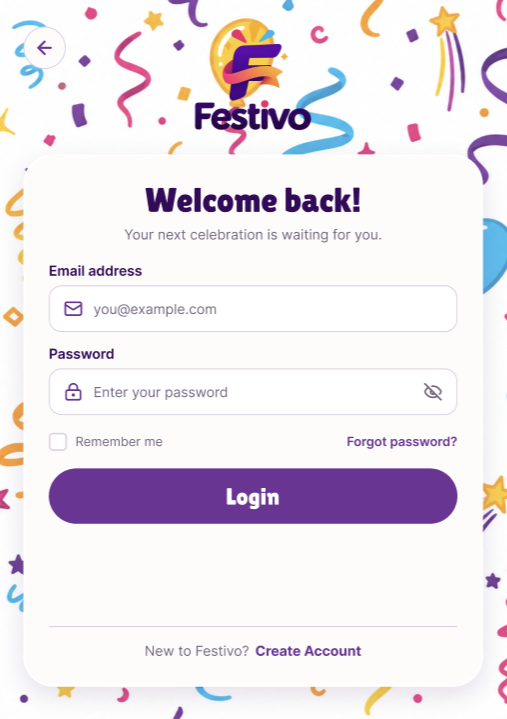 Festivo
Welcome back!
Your next celebration is waiting for you.
Email address
you@example.com
Password
Enter your password
Remember me
Forgot password?
Login
New to Festivo? Create Account